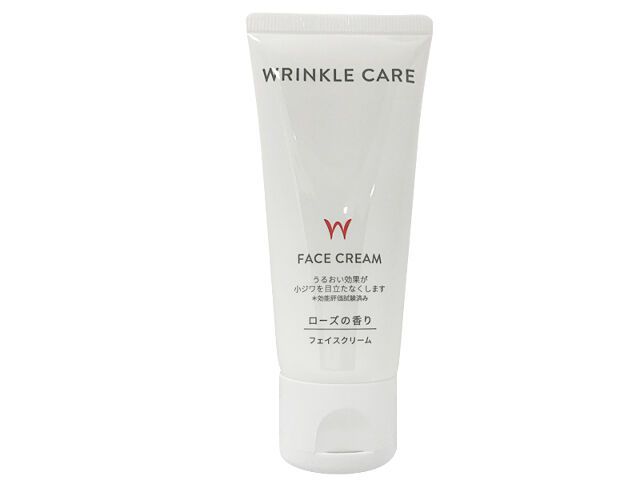 WRINKLE CARE
W
FACE CREAM
うるおい効果が
小ジワを目立たなくします
*効能評価試験済み
ローズの香り
フェイスクリーム